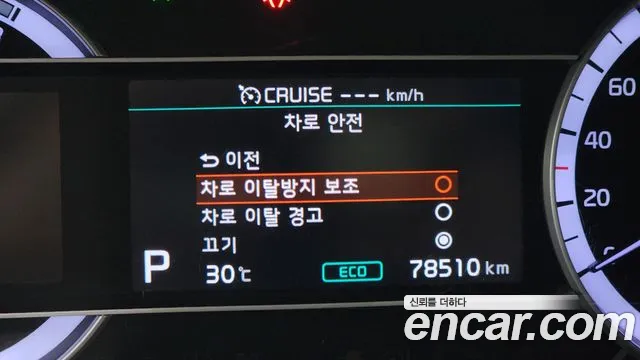 CRUISE --- km/h
차로 안전
이전
차로 이탈방지 보조
차로 이탈 경고
끄기
P 30℃ ECO 78510 km
60
40
20
0
신뢰를 더하다
encar.com